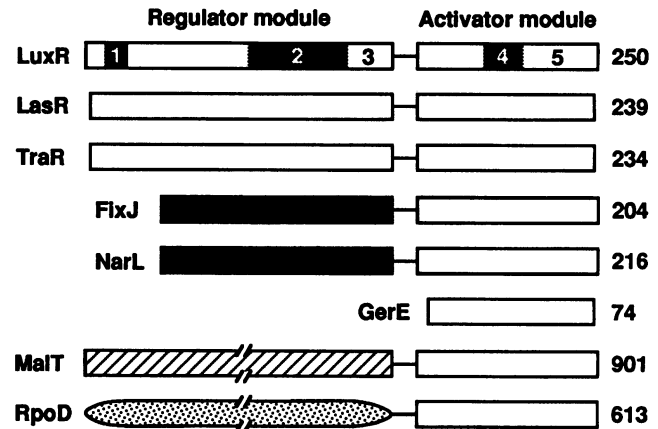 Regulator module Activator module
LuxR 1 2 3 4 5 250
LasR 239
TraR 234
FixJ 204
NarL 216
GerE 74
MalT 901
RpoD 613